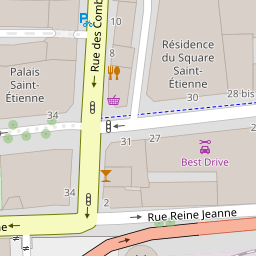 10
Rue des Comb
8
Résidence
du Square
Saint-
Étienne
Palais
Saint-
Étienne
30
28 bis
34
31
27
Best Drive
34
2
Rue Reine Jeanne